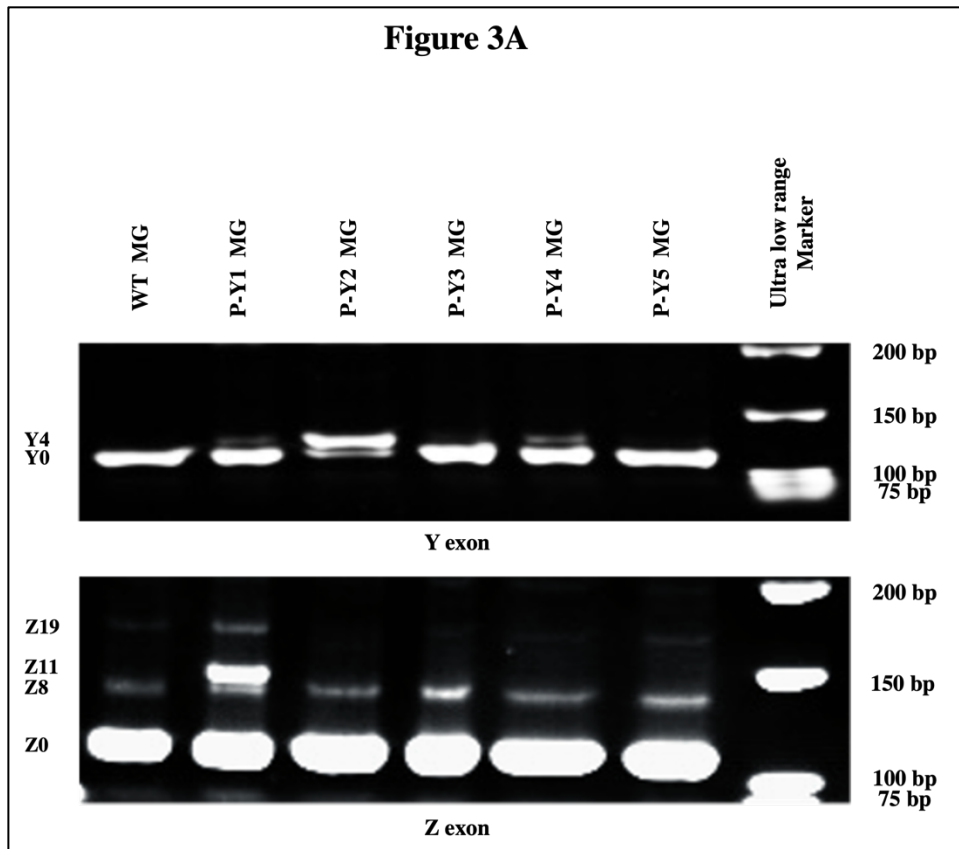 Figure 3A
WT MG
P-Y1 MG
P-Y2 MG
P-Y3 MG
P-Y4 MG
P-Y5 MG
Ultra low range
Marker
200 bp
150 bp
Y4
Y0
100 bp
75 bp
Y exon
200 bp
Z19
Z11
Z8
150 bp
Z0
100 bp
75 bp
Z exon